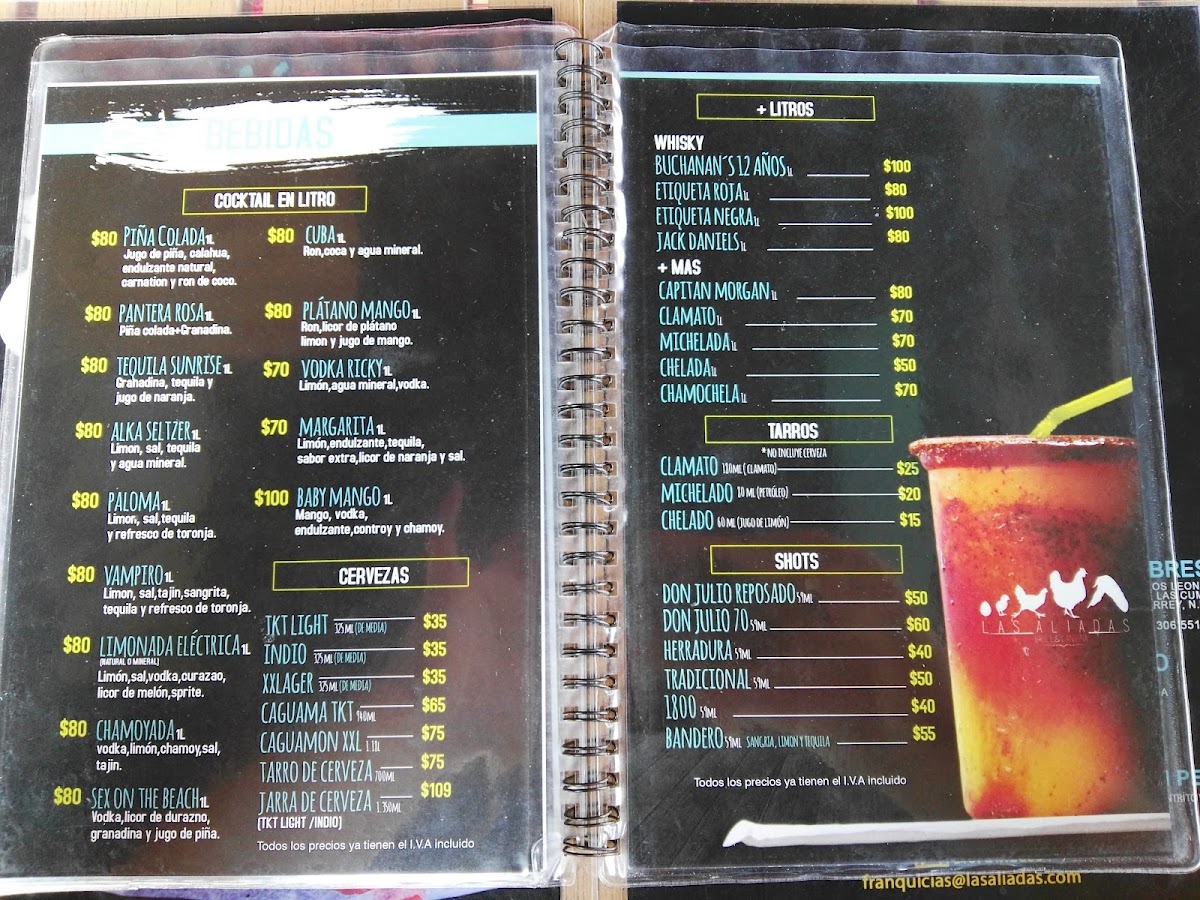 BEBIDAS
COCKTAIL EN LITRO
$80 PIÑA COLADA 1L
Jugo de piña, calahua,
endulzante natural,
carnation y ron de coco.
$80 PANTERA ROSA 1L
Piña colada+Granadina.
$80 TEQUILA SUNRISE 1L
Grahadina, tequila y
jugo de naranja.
$80 ALKA SELTZER 1L
Limon, sal, tequila
y agua mineral.
$80 PALOMA 1L
Limon, sal,tequila
y refresco de toronja.
$80 VAMPIRO 1L
Limon, sal,tajin,sangrita,
tequila y refresco de toronja.
$80 LIMONADA ELÉCTRICA 1L
(NATURAL O MINERAL)
Limón,sal,vodka,curazao,
licor de melón,sprite.
$80 CHAMOYADA 1L
vodka,limón,chamoy,sal,
tajin.
$80 SEX ON THE BEACH 1L
Vodka,licor de durazno,
granadina y jugo de piña.
$80 CUBA 1L
Ron,coca y agua mineral.
$80 PLÁTANO MANGO 1L
Ron,licor de plátano
limon y jugo de mango.
$70 VODKA RICKY 1L
Limón,agua mineral,vodka.
$70 MARGARITA 1L
Limón,endulzante,tequila,
sabor extra,licor de naranja y sal.
$100 BABY MANGO 1L
Mango, vodka,
endulzante,controy y chamoy.
CERVEZAS
TKT LIGHT 325 ML (DE MEDIA) $35
INDIO 325 ML (DE MEDIA) $35
XXLAGER 325 ML (DE MEDIA) $35
CAGUAMA TKT 940ML $65
CAGUAMON XXL 1.18L $75
TARRO DE CERVEZA 700ML $75
JARRA DE CERVEZA 1.350ML $109
(TKT LIGHT /INDIO)
Todos los precios ya tienen el I.V.A incluido
+ LITROS
WHISKY
BUCHANAN´S 12 AÑOS 1L $100
ETIQUETA ROJA 1L $80
ETIQUETA NEGRA 1L $100
JACK DANIELS 1L $80
+ MAS
CAPITAN MORGAN 1L $80
CLAMATO 1L $70
MICHELADA 1L $70
CHELADA 1L $50
CHAMOCHELA 1L $70
TARROS
*NO INCLUYE CERVEZA
CLAMATO 180ML ( CLAMATO) $25
MICHELADO 10 ML (PETRÓLEO) $20
CHELADO 60 ML (JUGO DE LIMÓN) $15
SHOTS
DON JULIO REPOSADO 59ML $50
DON JULIO 70 59ML $60
HERRADURA 59ML $40
TRADICIONAL 59ML $50
1800 59ML $40
BANDERO 59ML SANGRIA, LIMON Y TEQUILA $55
Todos los precios ya tienen el I.V.A incluido
LAS ALIADAS
BRES
OS LEON
LAS CUM
RREY, N.
306.551
franquicias@lasaliadas.com